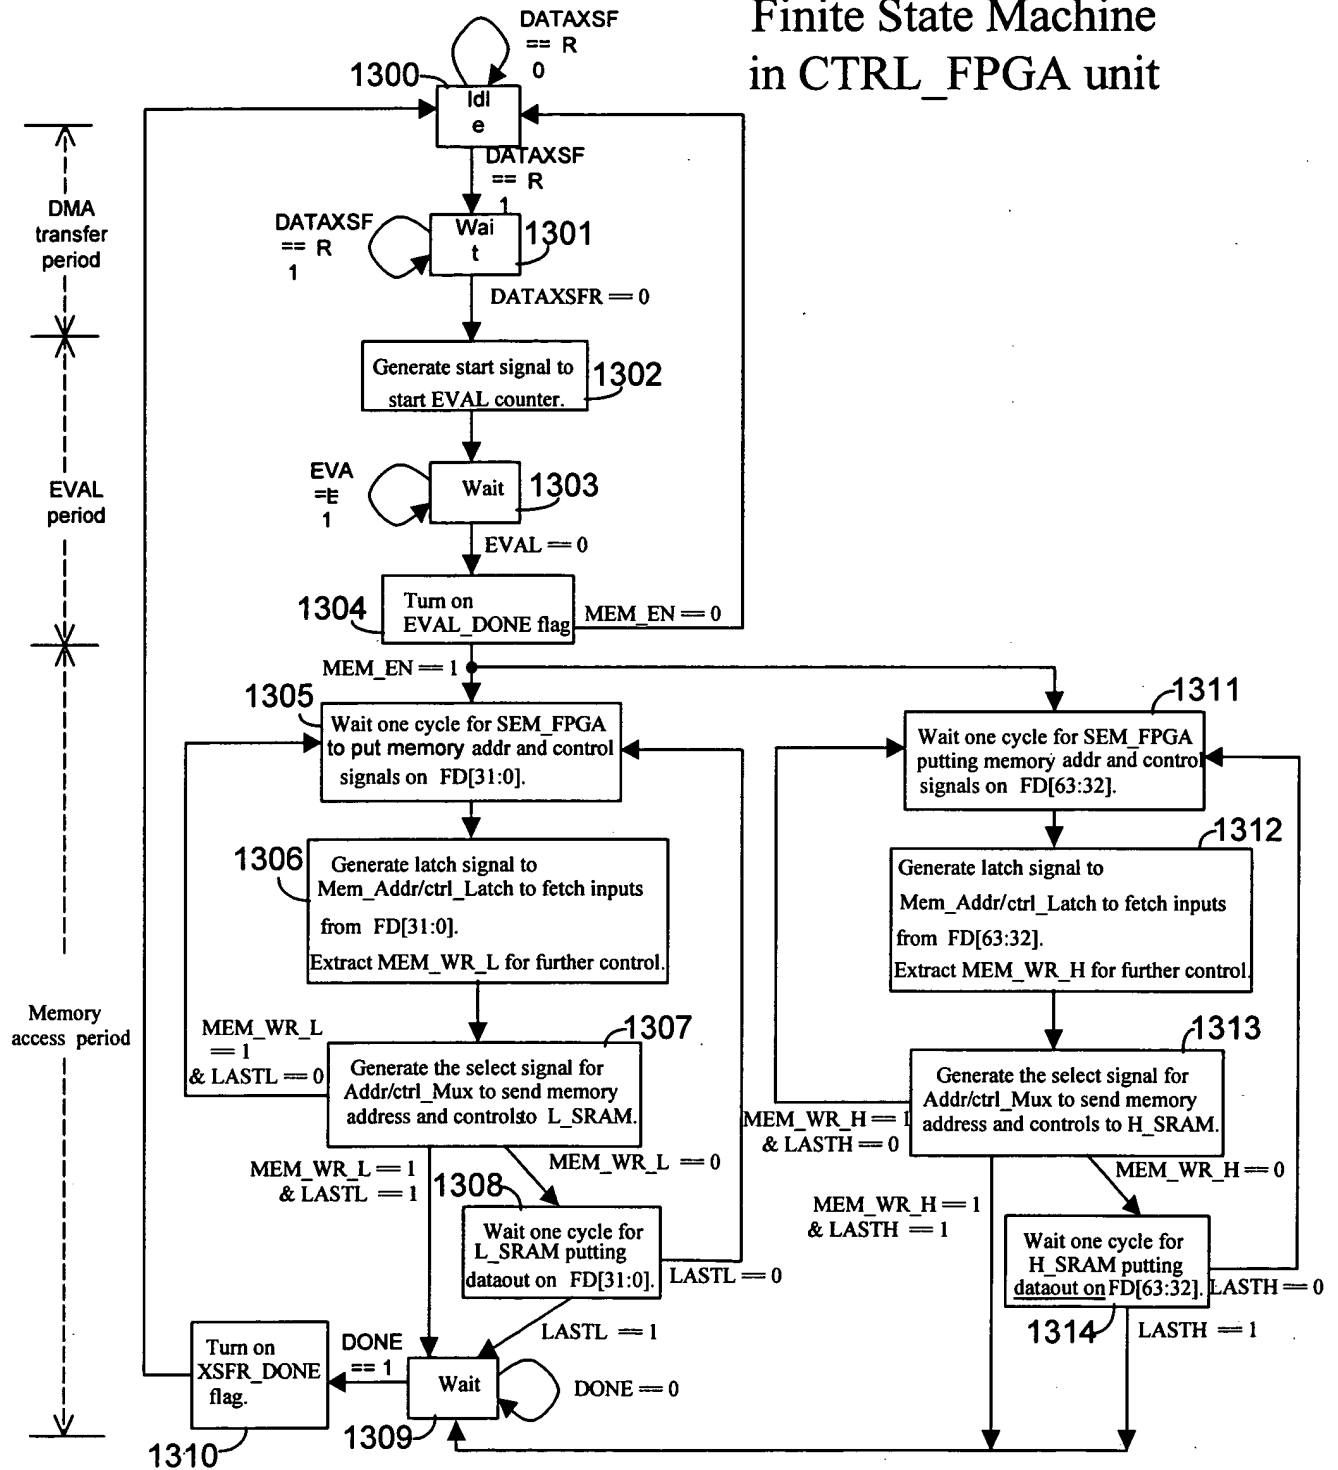 Finite State Machine
in CTRL_FPGA unit
DATAXSF
== R
0
1300
Idl
e
DATAXSF
== R
1
DMA
transfer
period
DATAXSF
== R
1
Wai
t
1301
DATAXSFR == 0
Generate start signal to
start EVAL counter.
1302
EVAL
period
EVA
=L
1
Wait
1303
EVAL == 0
1304
Turn on
EVAL_DONE flag
MEM_EN == 0
MEM_EN == 1
1305
Wait one cycle for SEM_FPGA
to put memory addr and control
signals on FD[31:0].
1311
Wait one cycle for SEM_FPGA
putting memory addr and control
signals on FD[63:32].
1306
Generate latch signal to
Mem_Addr/ctrl_Latch to fetch inputs
from FD[31:0].
Extract MEM_WR_L for further control.
1312
Generate latch signal to
Mem_Addr/ctrl_Latch to fetch inputs
from FD[63:32].
Extract MEM_WR_H for further control.
Memory
access period
MEM_WR_L
== 1
& LASTL == 0
1307
Generate the select signal for
Addr/ctrl_Mux to send memory
address and controls to L_SRAM.
1313
Generate the select signal for
Addr/ctrl_Mux to send memory
address and controls to H_SRAM.
MEM_WR_H == 1
& LASTH == 0
MEM_WR_L == 1
& LASTL == 1
MEM_WR_L == 0
MEM_WR_H == 1
& LASTH == 1
MEM_WR_H == 0
1308
Wait one cycle for
L_SRAM putting
dataout on FD[31:0].
LASTL == 0
Wait one cycle for
H_SRAM putting
dataout on FD[63:32].
LASTH == 0
1314
LASTH == 1
LASTL == 1
Turn on
XSFR_DONE
flag.
1310
DONE
== 1
Wait
1309
DONE == 0